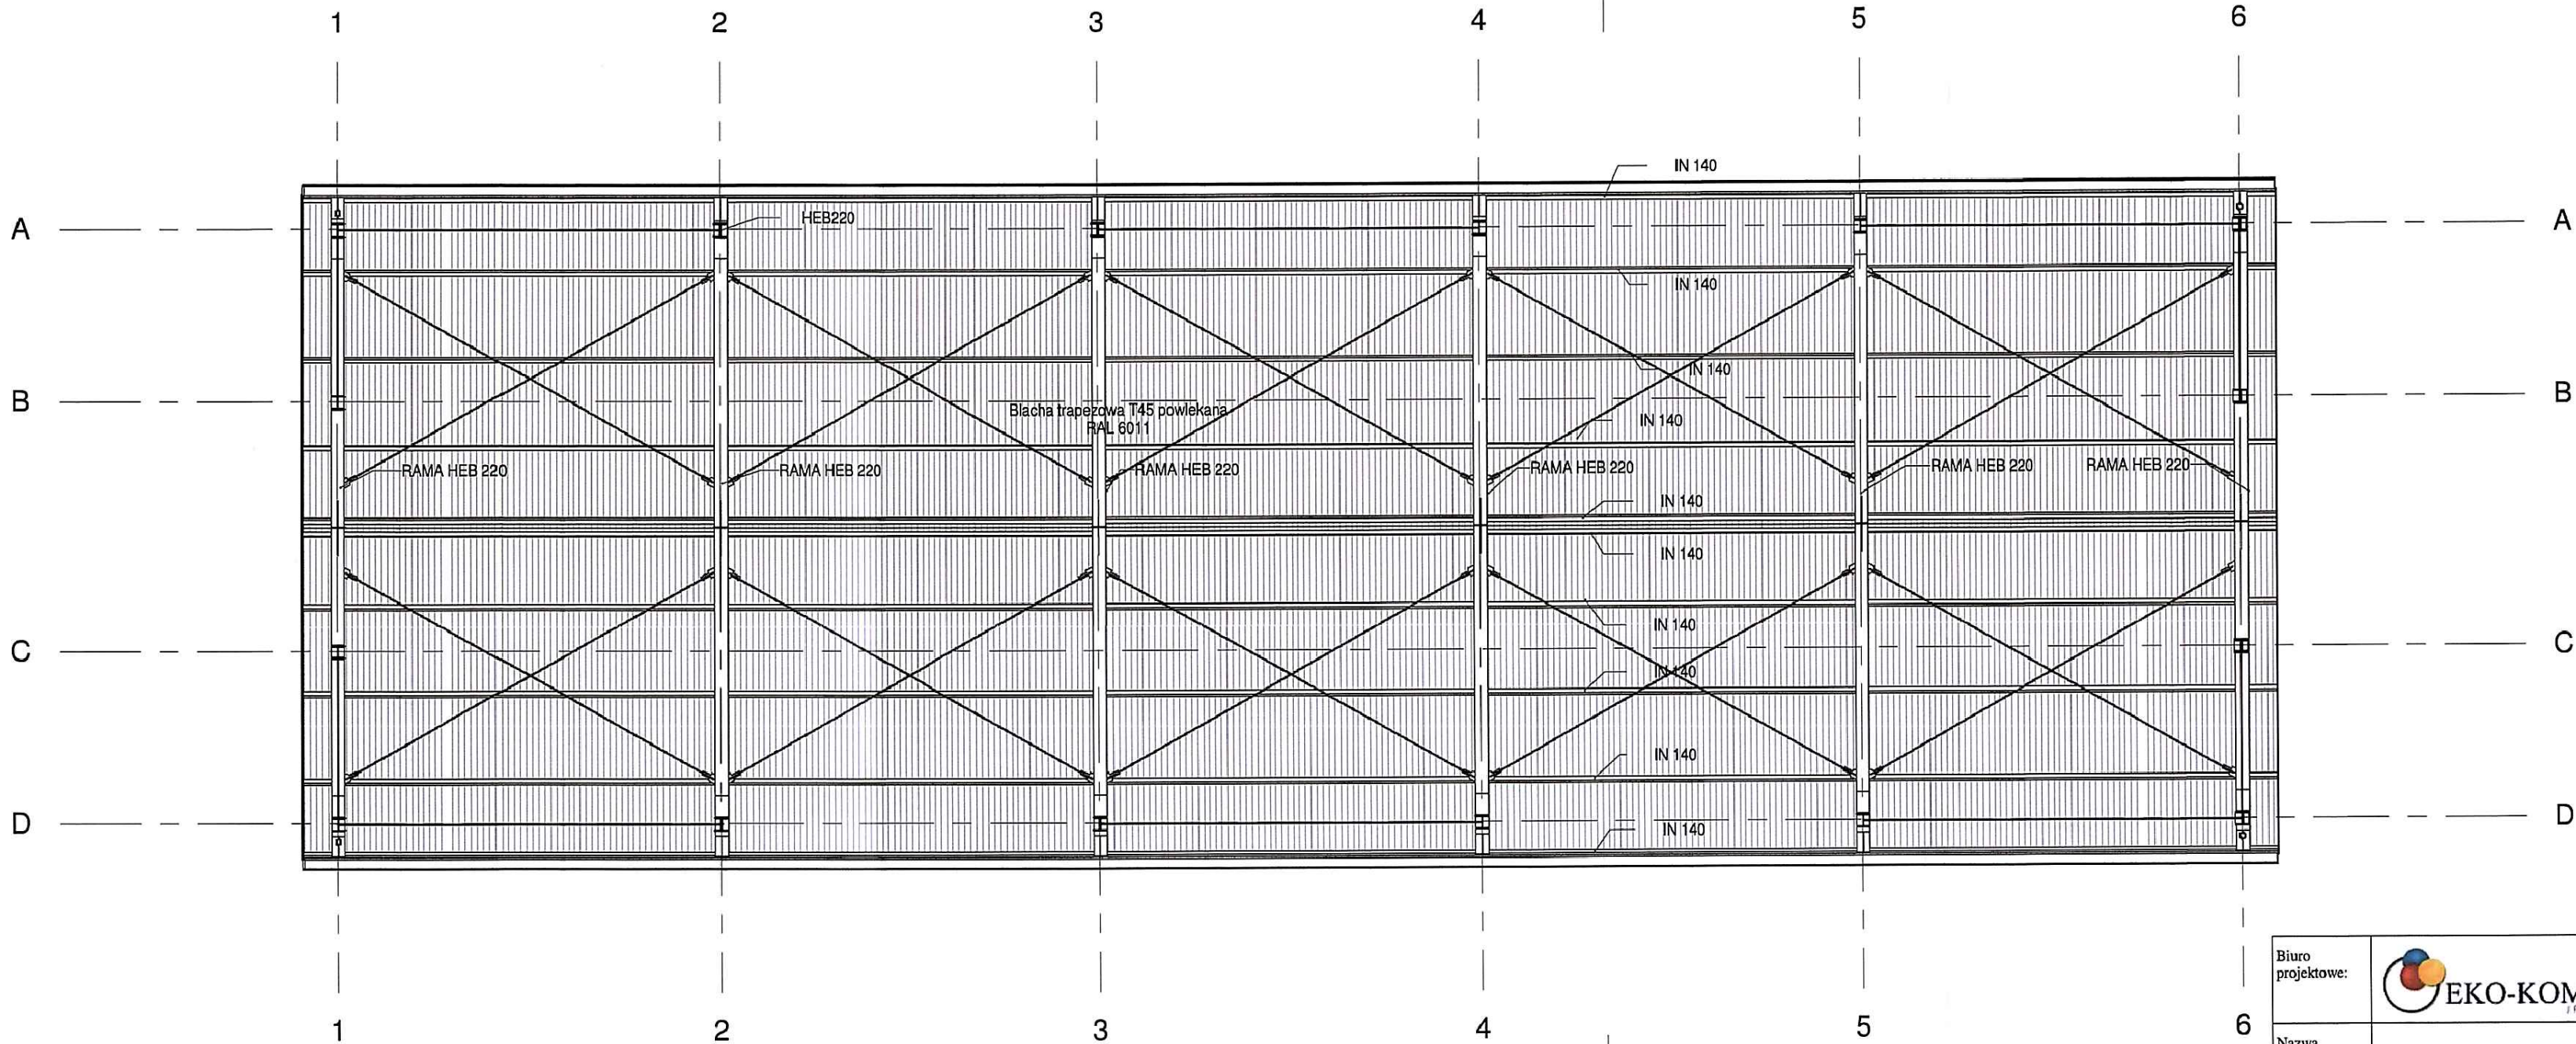 1 2 3 4 5 6
IN 140
A A
HEB220
IN 140
IN 140
B B
Blacha trapezowa T45 powlekana
RAL 6011
IN 140
RAMA HEB 220 RAMA HEB 220 RAMA HEB 220 RAMA HEB 220 RAMA HEB 220 RAMA HEB 220
IN 140
IN 140
IN 140
C C
IN 140
IN 140
D D
IN 140
Biuro
projektowe:
EKO-KOM
1 2 3 4 5 6
Nazwa